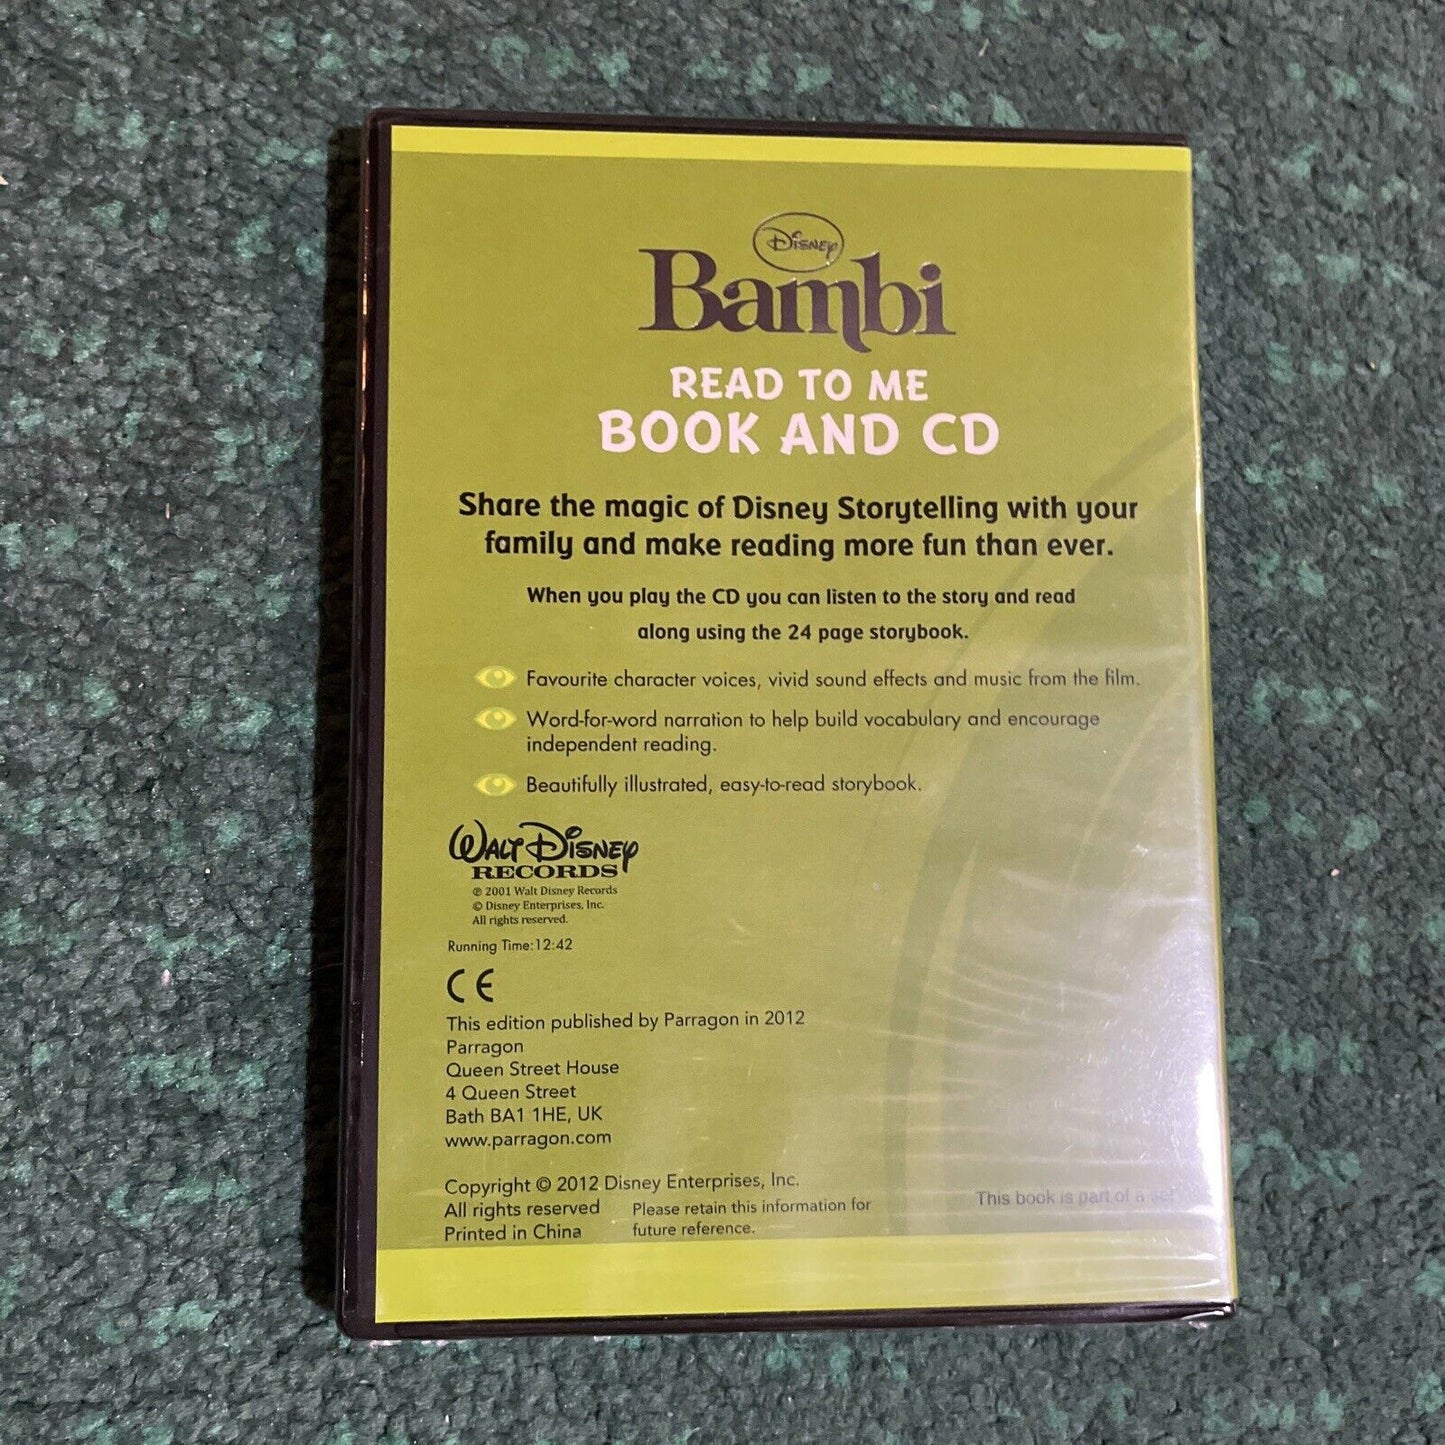 Disney
Bambi
READ TO ME
BOOK AND CD
Share the magic of Disney Storytelling with your
family and make reading more fun than ever.
When you play the CD you can listen to the story and read
along using the 24 page storybook.
Favourite character voices, vivid sound effects and music from the film.
Word-for-word narration to help build vocabulary and encourage
independent reading.
Beautifully illustrated, easy-to-read storybook.
WALT DISNEY
RECORDS
℗ 2001 Walt Disney Records
© Disney Enterprises, Inc.
All rights reserved.
Running Time:12:42
CE
This edition published by Parragon in 2012
Parragon
Queen Street House
4 Queen Street
Bath BA1 1HE, UK
www.parragon.com
Copyright © 2012 Disney Enterprises, Inc.
All rights reserved
Printed in China
Please retain this information for
future reference.
This book is part of a set